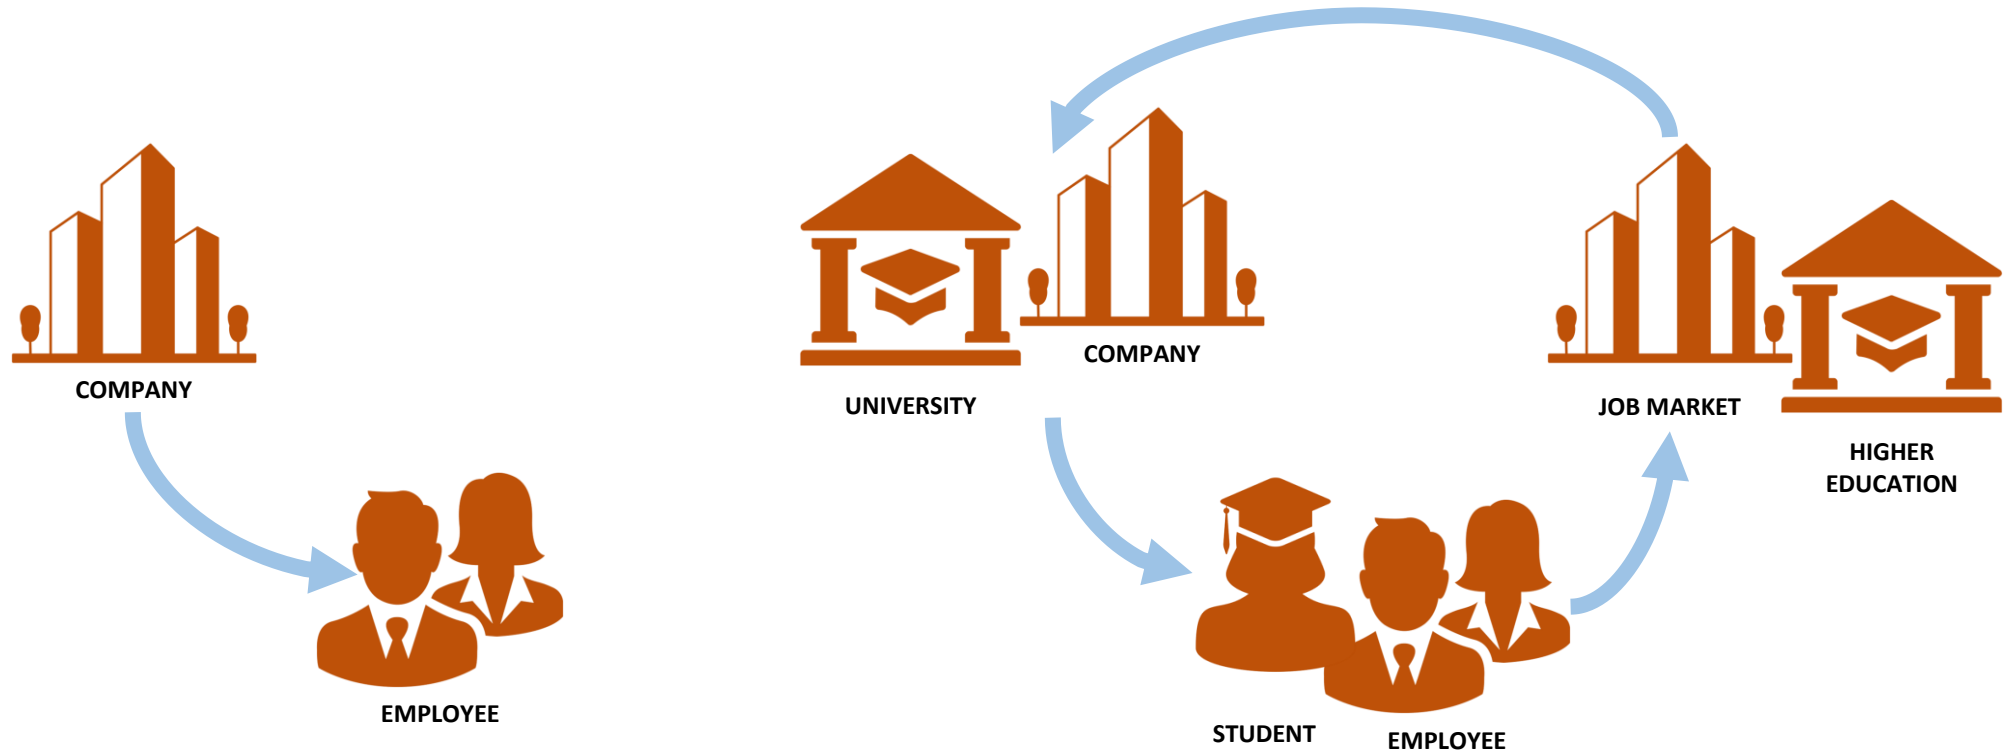 COMPANY
EMPLOYEE
UNIVERSITY
COMPANY
STUDENT
EMPLOYEE
JOB MARKET
HIGHER
EDUCATION